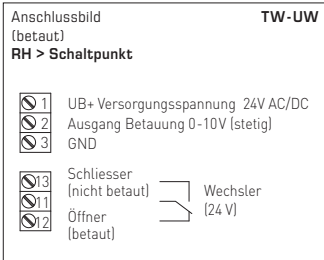 Anschlussbild TW-UW
(betaut)
RH > Schaltpunkt
1 UB+ Versorgungsspannung 24V AC/DC
2 Ausgang Betauung 0-10V (stetig)
3 GND
13 Schliesser
(nicht betaut)
11 Wechsler
(24 V)
12 Öffner
(betaut)